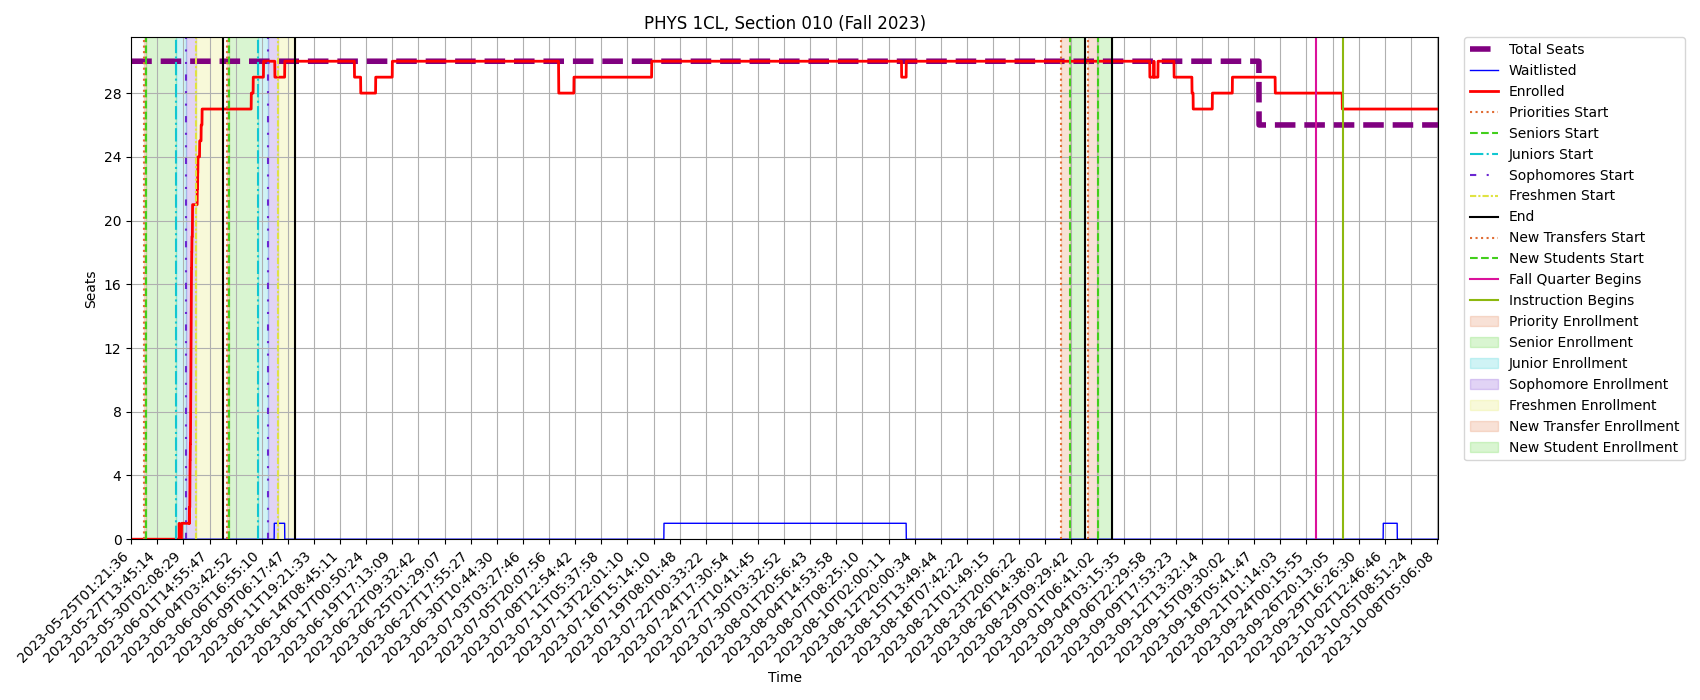 PHYS 1CL, Section 010 (Fall 2023)
Seats
28
24
20
16
12
8
4
0
2023-05-25T01:21:36
2023-05-27T13:45:14
2023-05-30T02:08:29
2023-06-01T14:55:47
2023-06-04T03:42:52
2023-06-06T16:55:10
2023-06-09T06:17:47
2023-06-11T19:21:33
2023-06-14T08:45:11
2023-06-17T00:50:24
2023-06-19T17:13:09
2023-06-22T09:32:42
2023-06-25T01:29:07
2023-06-27T17:55:27
2023-06-30T10:44:30
2023-07-03T03:27:46
2023-07-05T20:07:56
2023-07-08T12:54:42
2023-07-11T05:37:58
2023-07-13T22:01:10
2023-07-16T15:14:10
2023-07-19T08:01:48
2023-07-22T00:33:22
2023-07-24T17:30:54
2023-07-27T10:41:45
2023-07-30T03:32:52
2023-08-01T20:56:43
2023-08-04T14:53:58
2023-08-07T08:25:10
2023-08-10T02:00:11
2023-08-12T20:00:34
2023-08-15T13:49:44
2023-08-18T07:42:22
2023-08-21T01:49:15
2023-08-23T20:06:22
2023-08-26T14:38:02
2023-08-29T09:29:42
2023-09-01T06:41:02
2023-09-04T03:15:35
2023-09-06T22:29:58
2023-09-09T17:53:23
2023-09-12T13:32:14
2023-09-15T09:30:02
2023-09-18T05:41:47
2023-09-21T01:14:03
2023-09-24T00:15:55
2023-09-26T20:13:05
2023-09-29T16:26:30
2023-10-02T12:46:46
2023-10-05T08:51:24
2023-10-08T05:06:08
Time
Total Seats
Waitlisted
Enrolled
Priorities Start
Seniors Start
Juniors Start
Sophomores Start
Freshmen Start
End
New Transfers Start
New Students Start
Fall Quarter Begins
Instruction Begins
Priority Enrollment
Senior Enrollment
Junior Enrollment
Sophomore Enrollment
Freshmen Enrollment
New Transfer Enrollment
New Student Enrollment